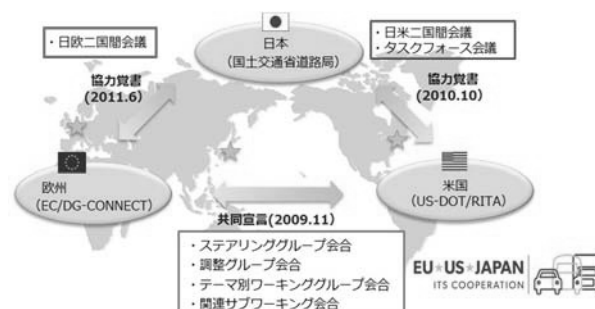 ・日欧二国間会議
日本
(国土交通省道路局)
・日米二国間会議
・タスクフォース会議
協力覚書
(2011.6)
協力覚書
(2010.10)
欧州
(EC/DG-CONNECT)
米国
(US-DOT/RITA)
共同宣言(2009.11)
・ステアリンググループ会合
・調整グループ会合
・テーマ別ワーキンググループ会合
・関連サブワーキング会合
EU★US★JAPAN
ITS COOPERATION